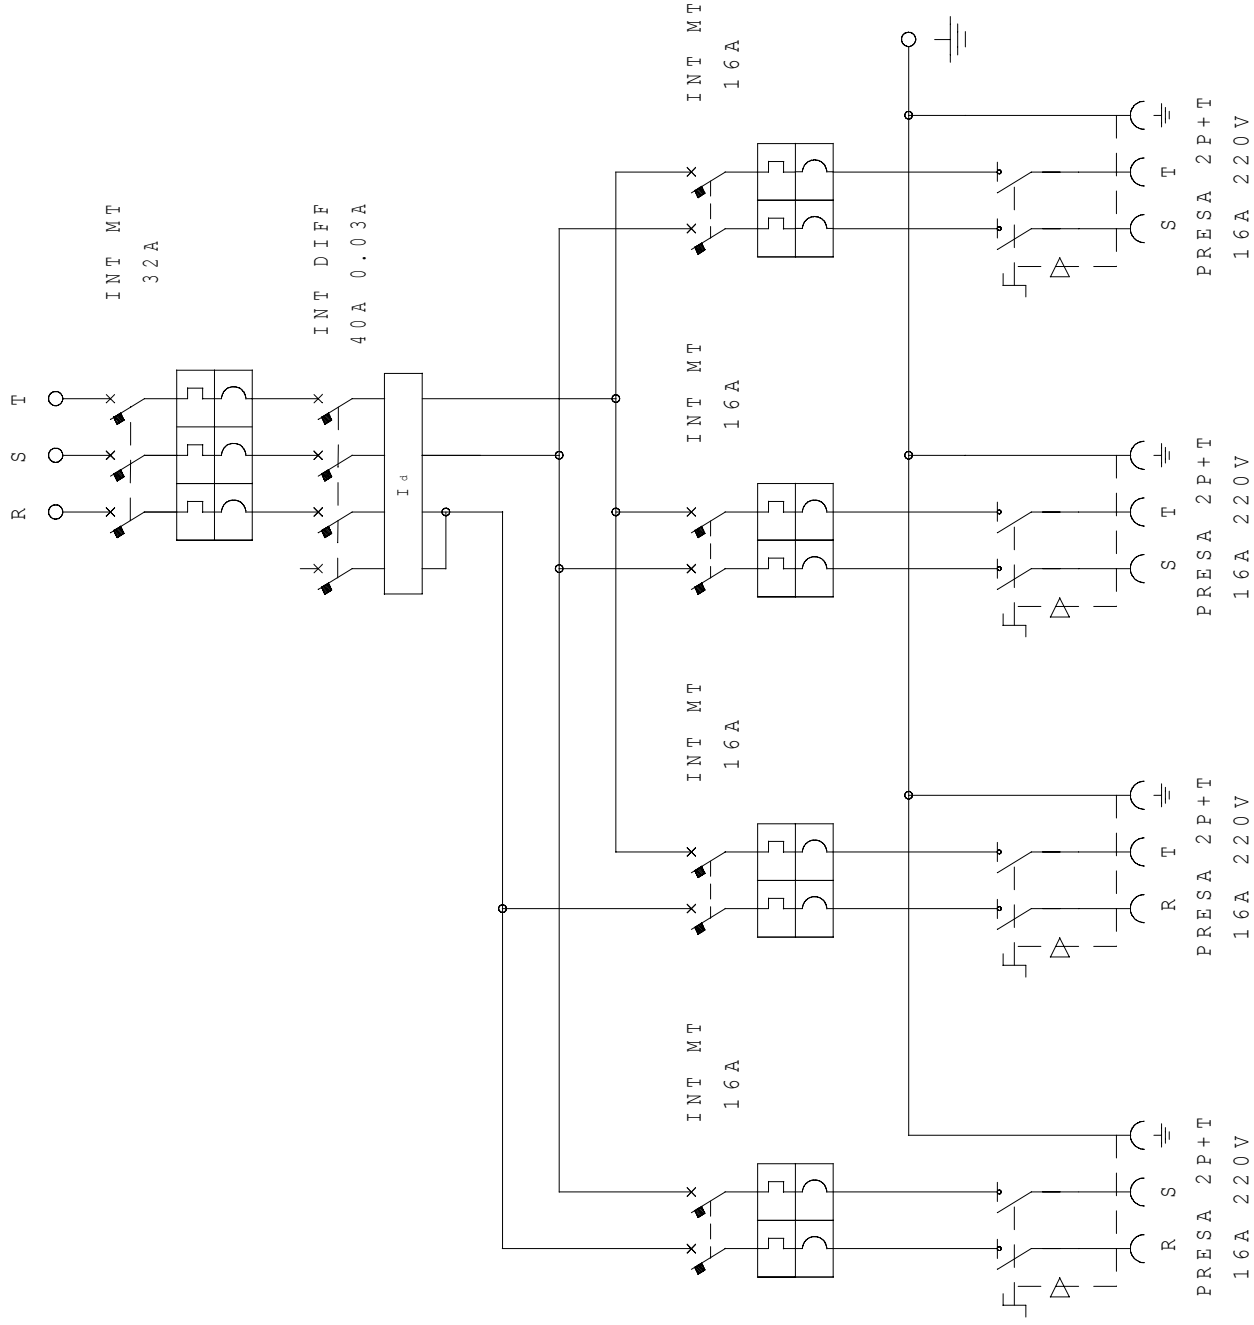 R
S
T
INT MT
32A
INT DIFF
40A 0.03A
Id
INT MT
16A
INT MT
16A
INT MT
16A
INT MT
16A
R
S
PRESA 2P+T
16A 220V
R
T
PRESA 2P+T
16A 220V
S
T
PRESA 2P+T
16A 220V
S
T
PRESA 2P+T
16A 220V